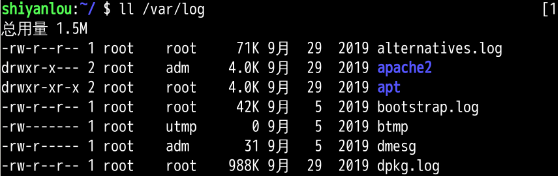 shiyanlou:~/ $ ll /var/log [1
总用量 1.5M
-rw-r--r-- 1 root root 71K 9月 29 2019 alternatives.log
drwxr-x--- 2 root adm 4.0K 9月 29 2019 apache2
drwxr-xr-x 2 root root 4.0K 9月 29 2019 apt
-rw-r--r-- 1 root root 42K 9月 5 2019 bootstrap.log
-rw------- 1 root utmp 0 9月 5 2019 btmp
-rw-r----- 1 root adm 31 9月 5 2019 dmesg
-rw-r--r-- 1 root root 988K 9月 29 2019 dpkg.log